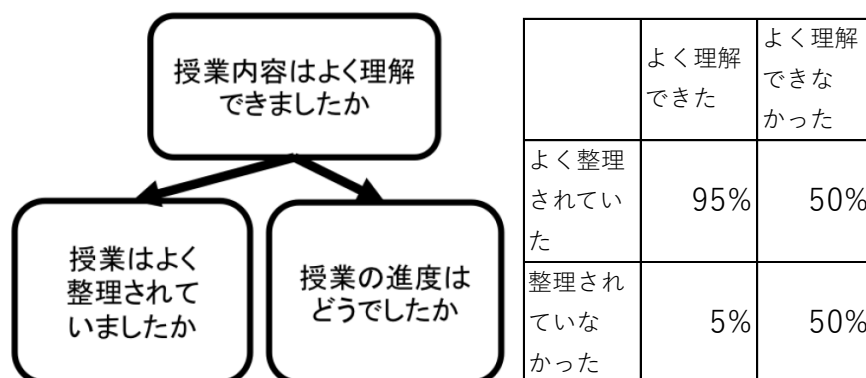 授業内容はよく理解
できましたか
授業はよく
整理されて
いましたか
授業の進度は
どうでしたか
よく理解
できた
よく理解
できな
かった
よく整理
されてい
た
95%
50%
整理され
ていな
かった
5%
50%